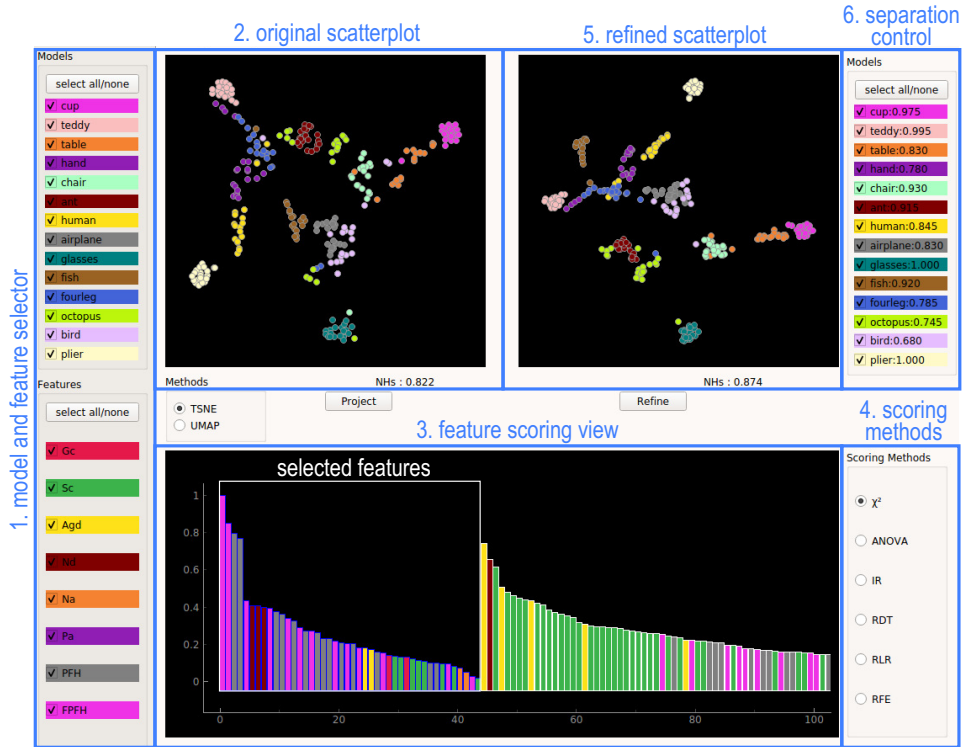 2. original scatterplot
5. refined scatterplot
6. separation
control
1. model and feature selector
Models
select all/none
cup
teddy
table
hand
chair
ant
human
airplane
glasses
fish
fourleg
octopus
bird
plier
Features
select all/none
Gc
Sc
Agd
Nd
Na
Pa
PFH
FPFH
Methods
NHs : 0.822
NHs : 0.874
TSNE
UMAP
Project
Refine
3. feature scoring view
4. scoring
methods
selected features
1
0.8
0.6
0.4
0.2
0
0
20
40
60
80
100
Models
select all/none
cup:0.975
teddy:0.995
table:0.830
hand:0.780
chair:0.930
ant:0.915
human:0.845
airplane:0.830
glasses:1.000
fish:0.920
fourleg:0.785
octopus:0.745
bird:0.680
plier:1.000
Scoring Methods
χ²
ANOVA
IR
RDT
RLR
RFE